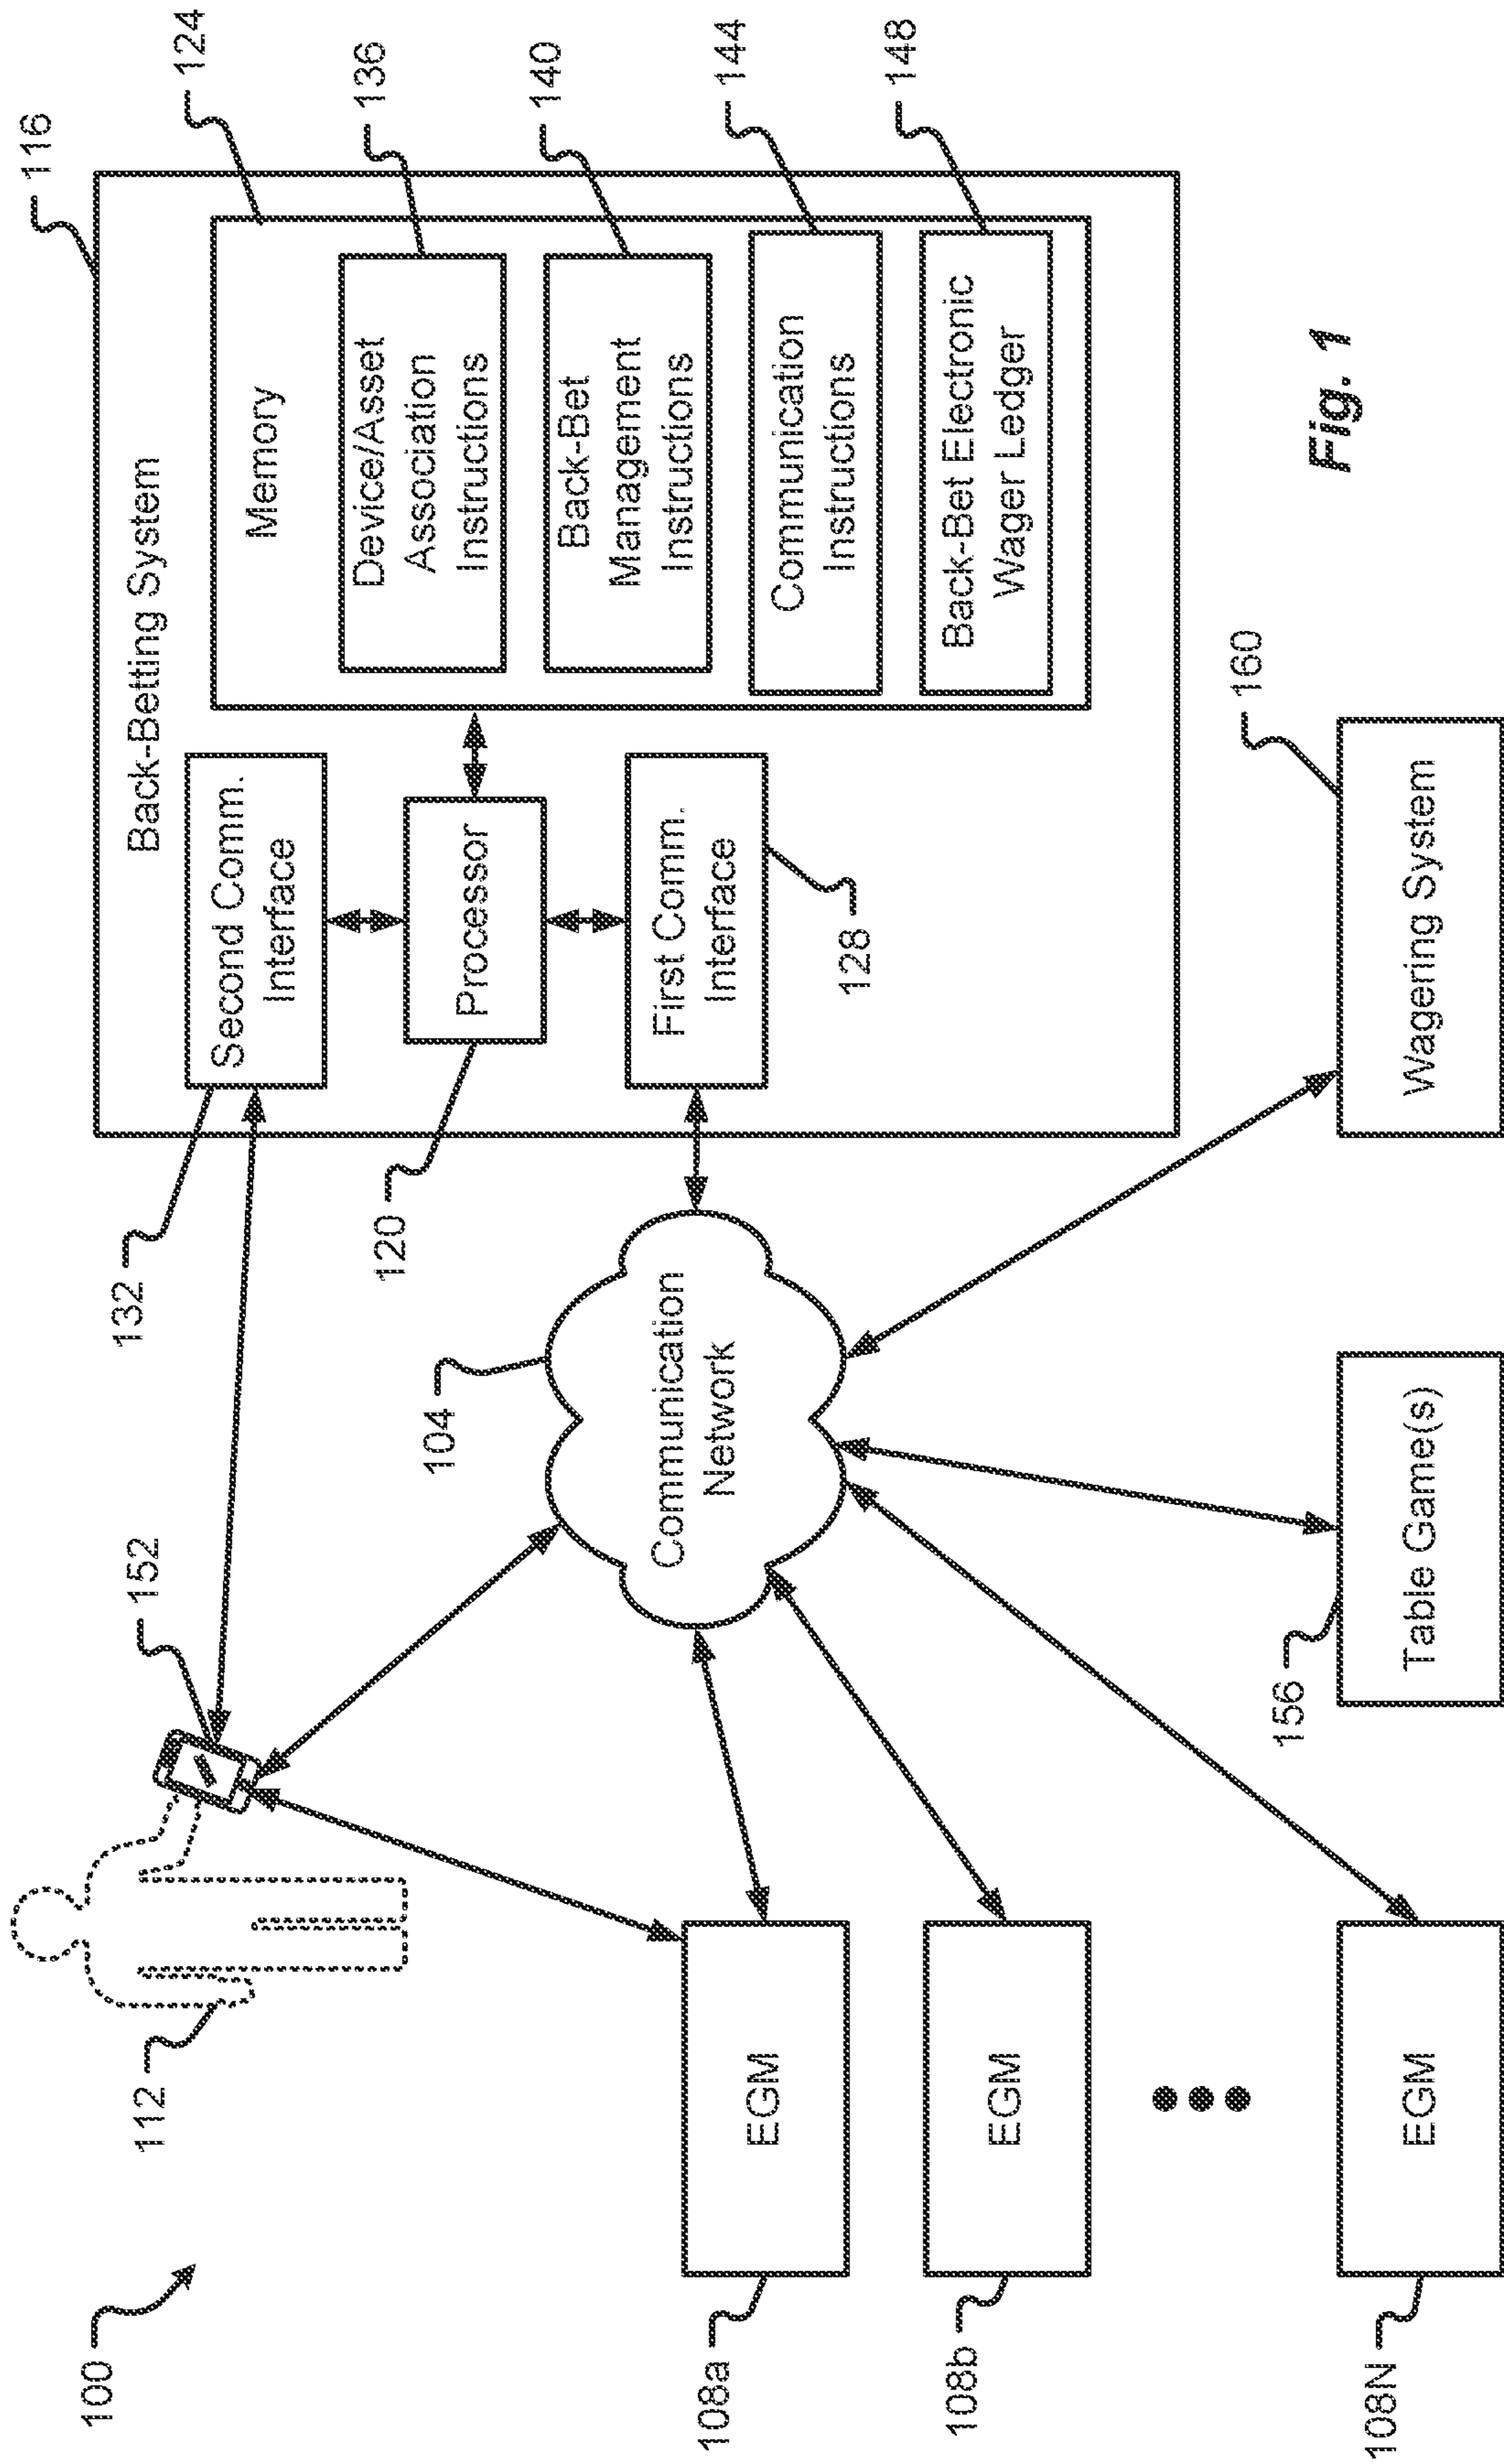 116
124
Back-Betting System
Memory
Second Comm.
Interface
132
Device/Asset
Association
Instructions
136
Processor
120
Back-Bet
Management
Instructions
140
First Comm.
Interface
128
Communication
Instructions
144
Back-Bet Electronic
Wager Ledger
148
100
112
152
104
Communication
Network
EGM
108a
EGM
108b
EGM
108N
Table Game(s)
156
Wagering System
160
Fig. 1